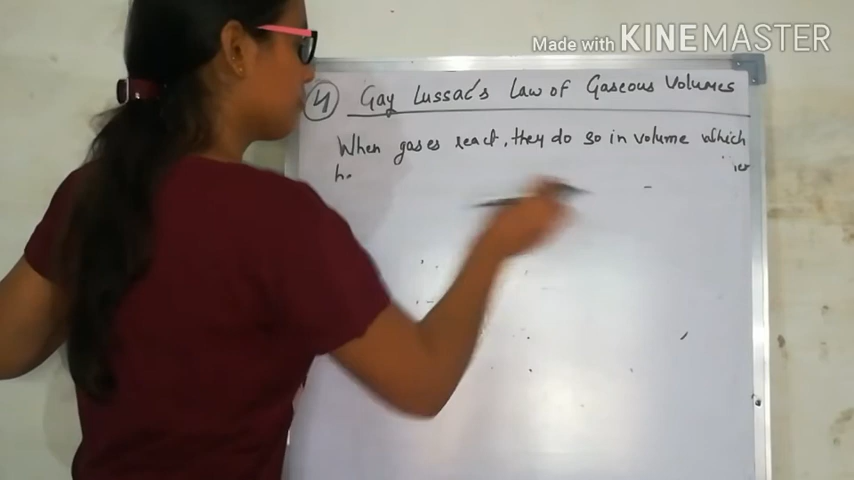 Made with KINEMASTER
4 Gay Lussac's Law of Gaseous Volumes
When gases react, they do so in volume which